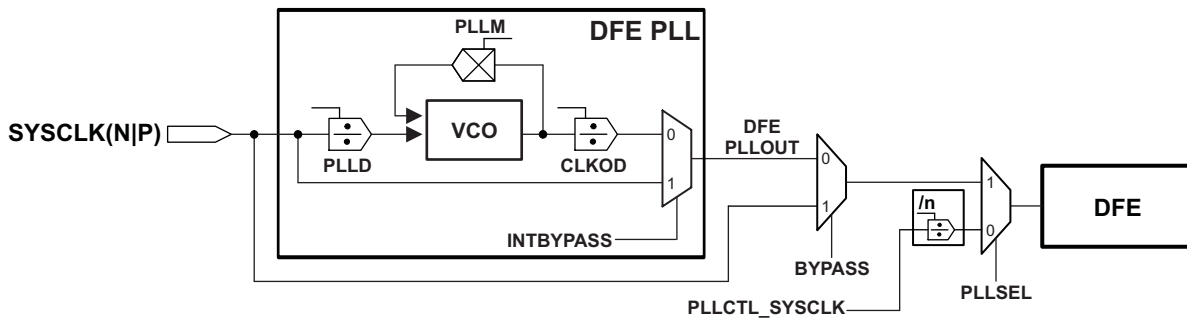 PLLM
DFE PLL
SYSCLK(N|P)
VCO
PLLD
CLKOD
0
1
INTBYPASS
DFE
PLLOUT
0
1
BYPASS
/n
1
0
PLLCTL_SYSCLK
PLLSEL
DFE